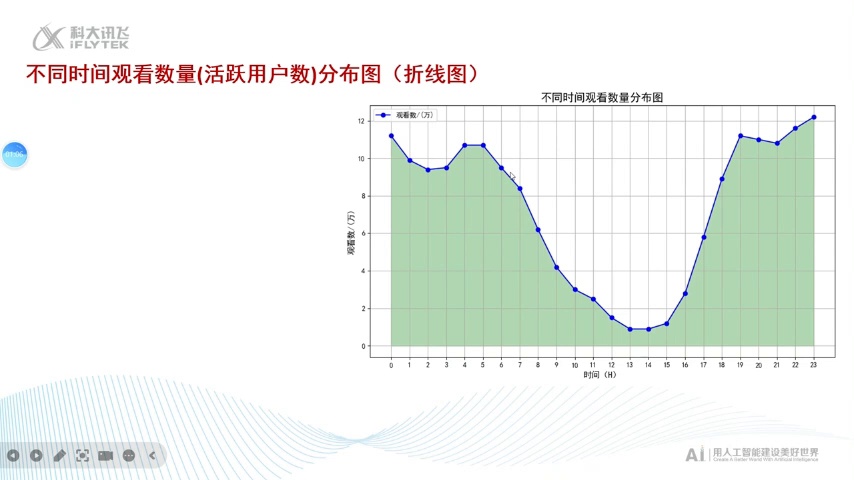 科大讯飞
iFLYTEK
不同时间观看数量(活跃用户数)分布图（折线图）
01:06
不同时间观看数量分布图
观看数/(万)
12
10
8
6
4
2
0
观看数/(万)
0 1 2 3 4 5 6 7 8 9 10 11 12 13 14 15 16 17 18 19 20 21 22 23
时间（H）
AI 用人工智能建设美好世界
Create A Better World With Artificial Intelligence